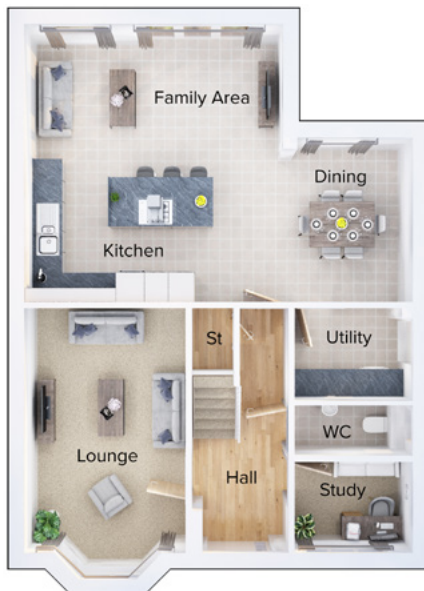 Family Area
Dining
Kitchen
St
Utility
WC
Lounge
Hall
Study